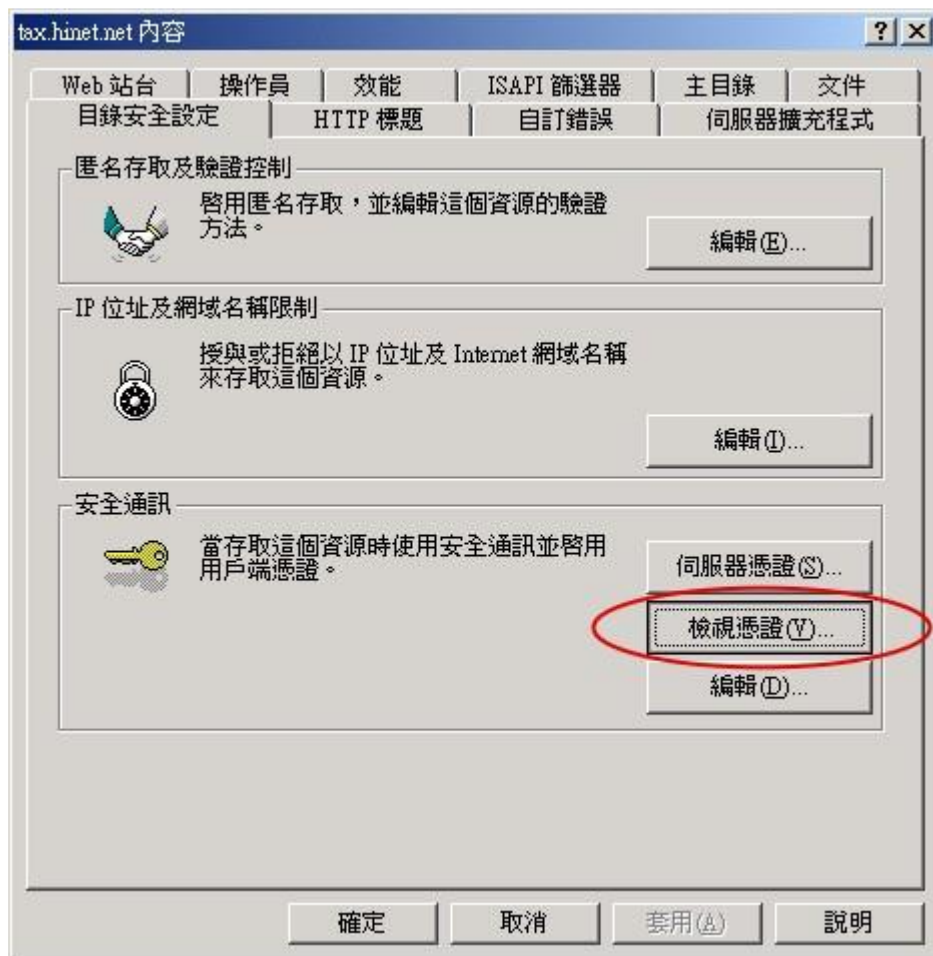 tax.hinet.net 內容
Web 站台
操作員
效能
ISAPI 篩選器
主目錄
文件
目錄安全設定
HTTP 標題
自訂錯誤
伺服器擴充程式
匿名存取及驗證控制
啓用匿名存取，並編輯這個資源的驗證
方法。
編輯(E)...
IP 位址及網域名稱限制
授與或拒絕以 IP 位址及 Internet 網域名稱
來存取這個資源。
編輯(I)...
安全通訊
當存取這個資源時使用安全通訊並啓用
用戶端憑證。
伺服器憑證(S)...
檢視憑證(V)...
編輯(D)...
確定
取消
套用(A)
說明